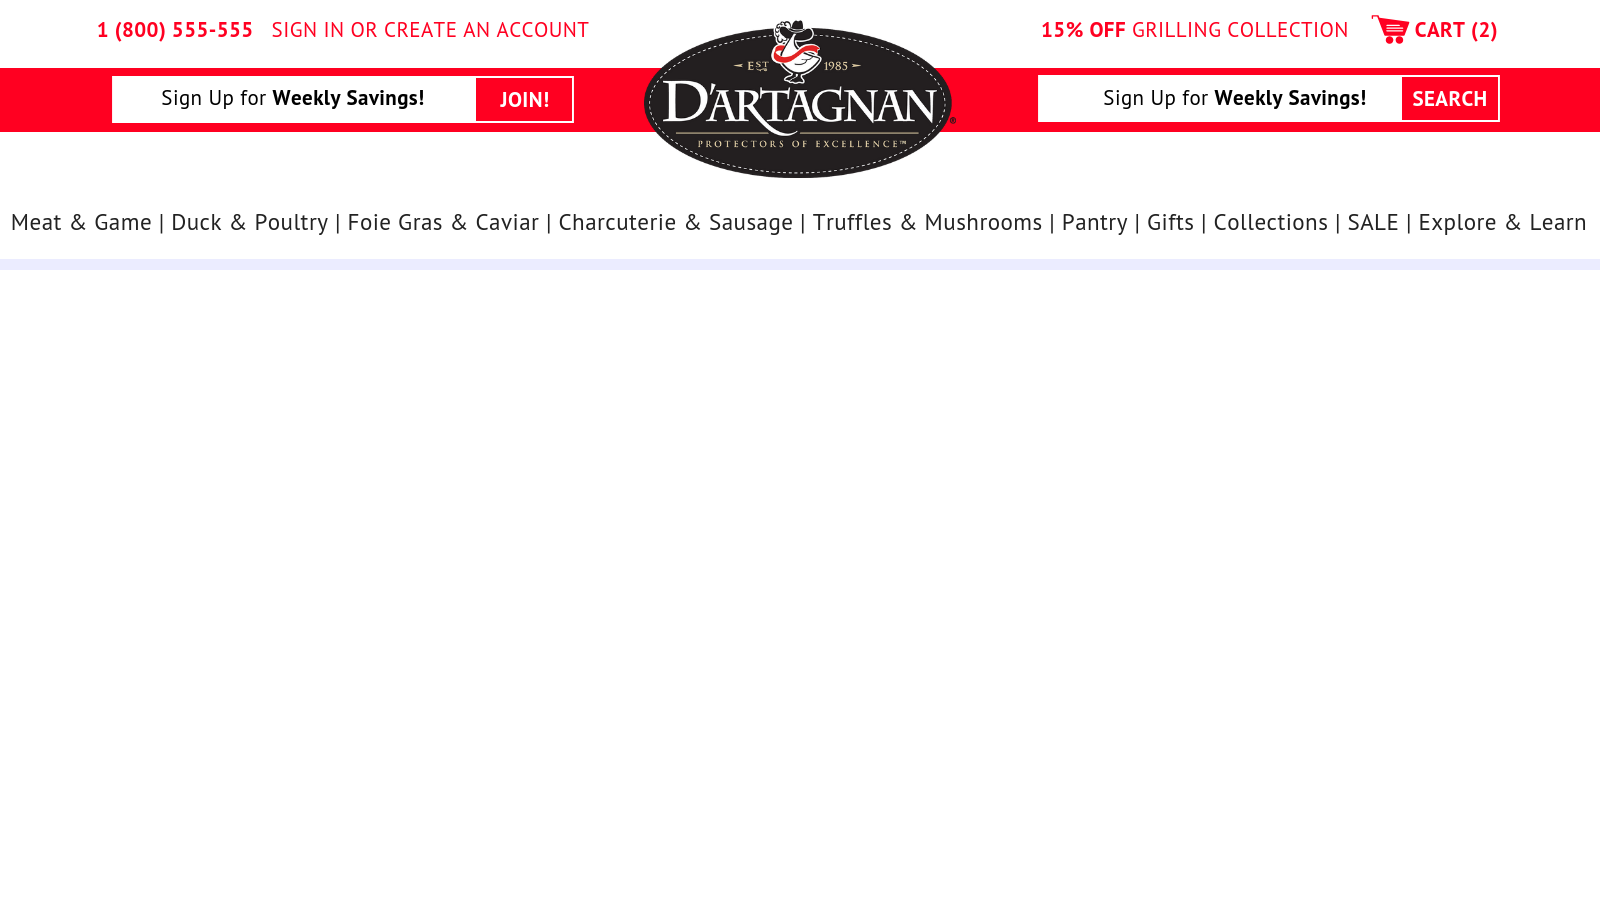 1 (800) 555-555 SIGN IN OR CREATE AN ACCOUNT
15% OFF GRILLING COLLECTION CART (2)
Sign Up for Weekly Savings! JOIN!
EST 1985
D'ARTAGNAN®
PROTECTORS OF EXCELLENCE™
Sign Up for Weekly Savings! SEARCH
Meat & Game | Duck & Poultry | Foie Gras & Caviar | Charcuterie & Sausage | Truffles & Mushrooms | Pantry | Gifts | Collections | SALE | Explore & Learn